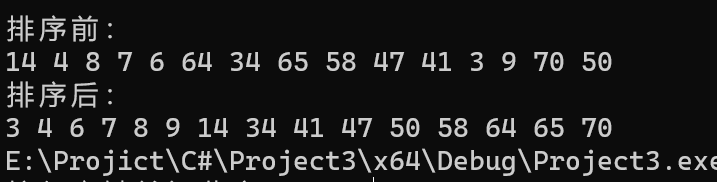 排序前：
14 4 8 7 6 64 34 65 58 47 41 3 9 70 50
排序后：
3 4 6 7 8 9 14 34 41 47 50 58 64 65 70
E:\Projict\C#\Project3\x64\Debug\Project3.exe